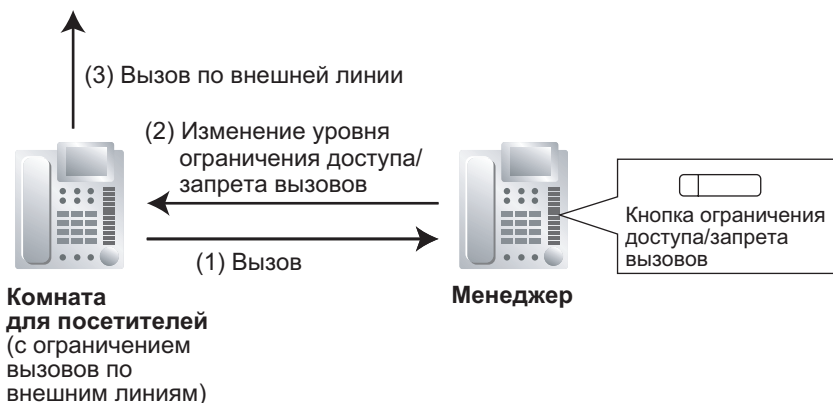 (3) Вызов по внешней линии
(2) Изменение уровня
ограничения доступа/
запрета вызовов
(1) Вызов
Кнопка ограничения
доступа/запрета
вызовов
Комната
для посетителей
(с ограничением
вызовов по
внешним линиям)
Менеджер